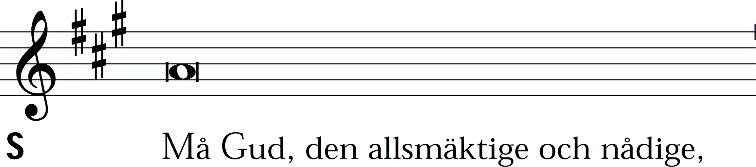 S Må Gud, den allsmäktige och nådige,